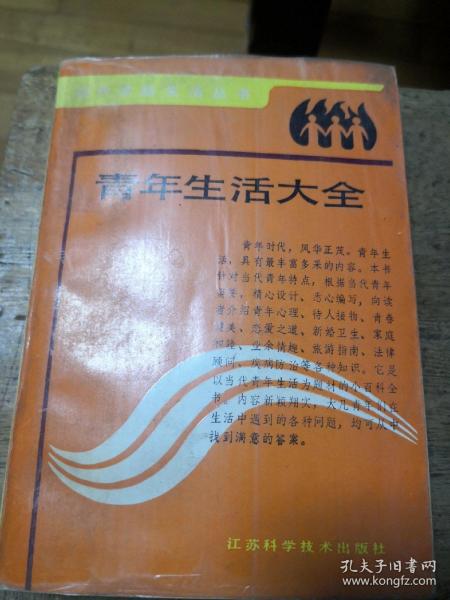 青年生活大全
青年时代，风华正茂。青年生
活，具有最丰富多采的内容。本书
针对当代青年特点，根据当代青年
需要，精心设计、悉心编写，向读
者介绍青年心理、待人接物、青春
健美、恋爱之道、新婚卫生、家庭
、业余情趣、旅游指南、法律
顾问、疾病防治等各种知识。它是
以当代青年生活为题材的小百科全
书。内容新颖翔实，大凡青年们在
生活中遇到的各种问题，均可从中
找到满意的答案。
江苏科学技术出版社
孔夫子旧书网
www.kongfz.com